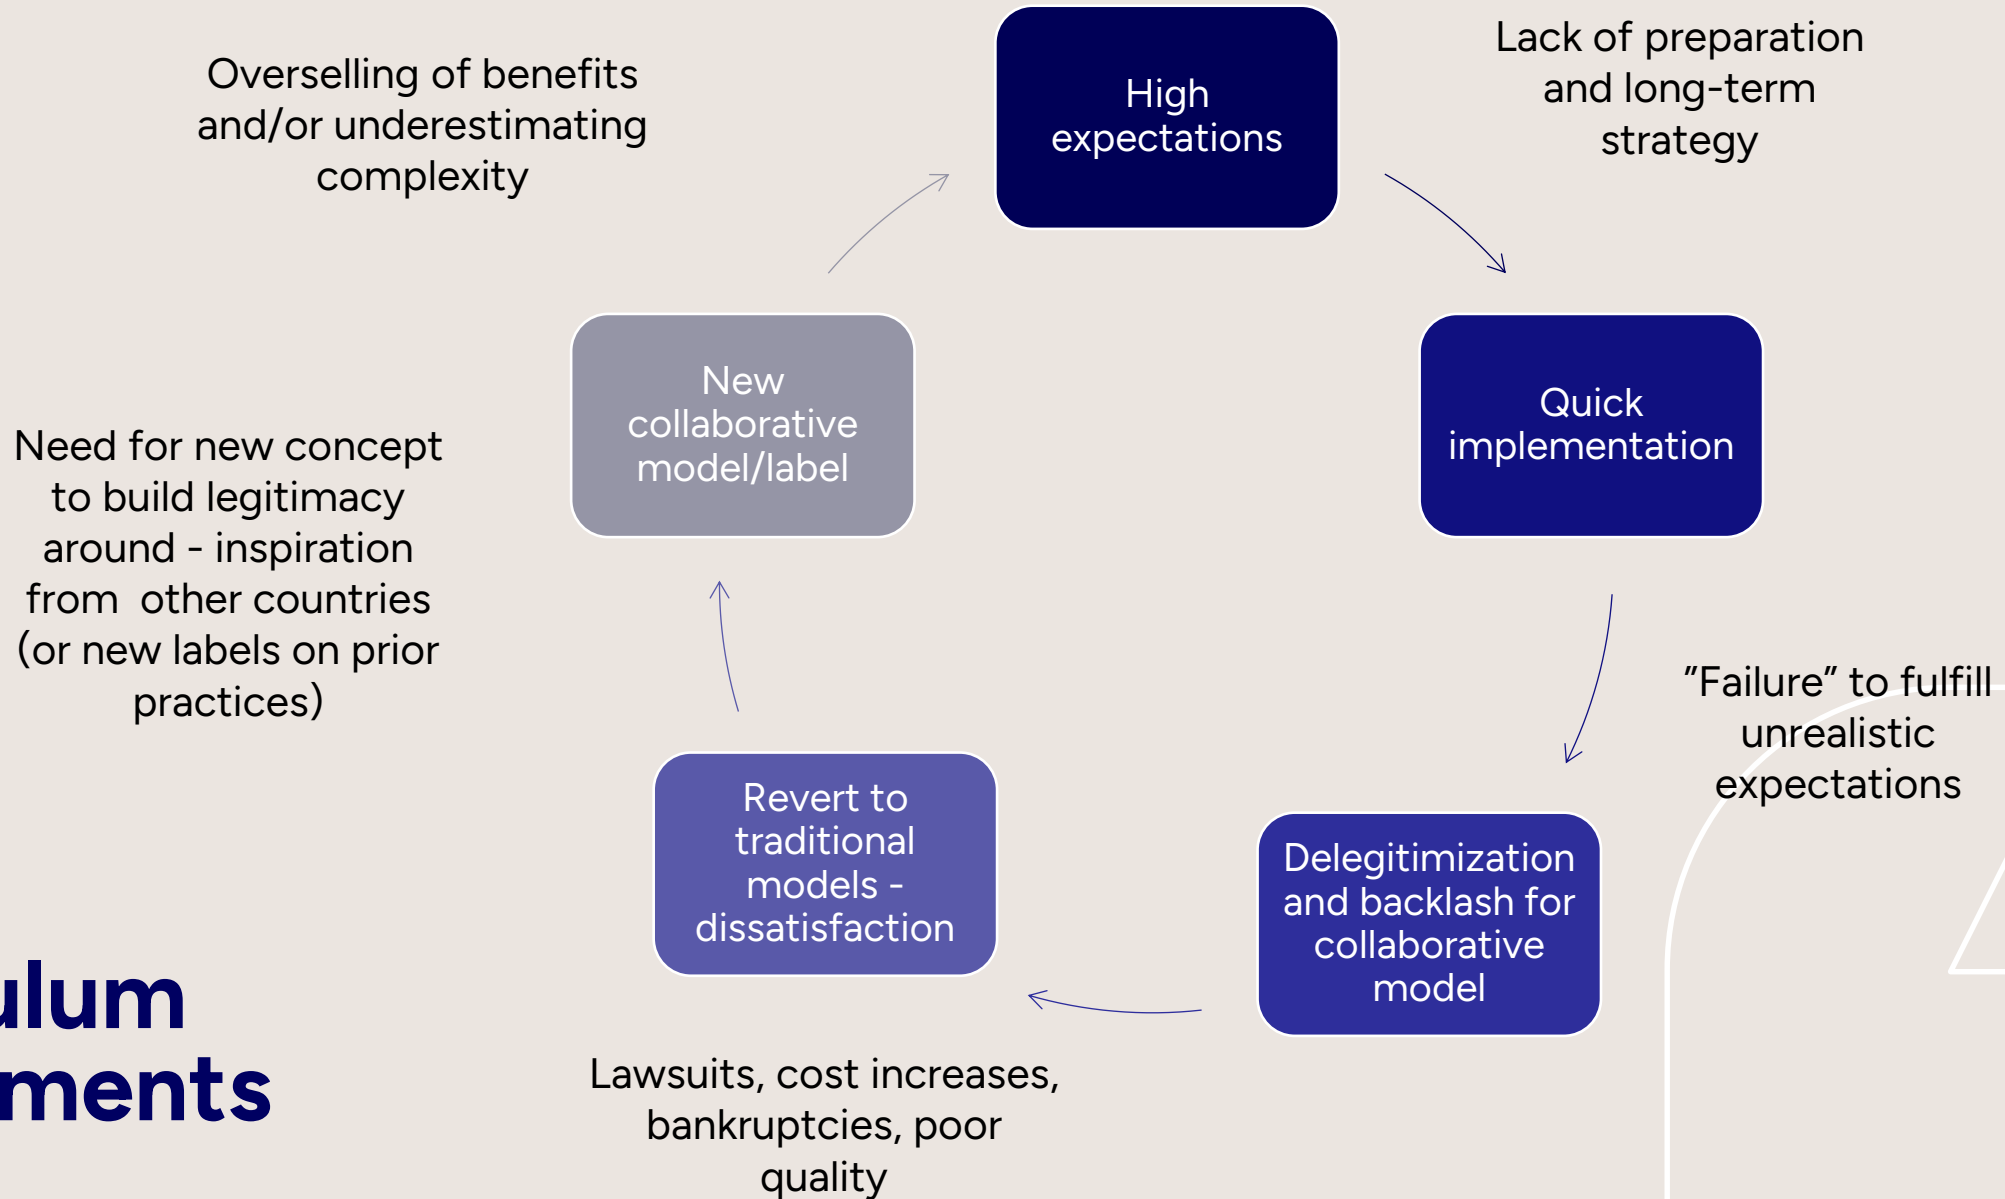 Overselling of benefits
and/or underestimating
complexity
High
expectations
Lack of preparation
and long-term
strategy
New
collaborative
model/label
Quick
implementation
Need for new concept
to build legitimacy
around - inspiration
from  other countries
(or new labels on prior
practices)
”Failure” to fulfill
unrealistic
expectations
Revert to
traditional
models -
dissatisfaction
Delegitimization
and backlash for
collaborative
model
ulum
ments
Lawsuits, cost increases,
bankruptcies, poor
quality